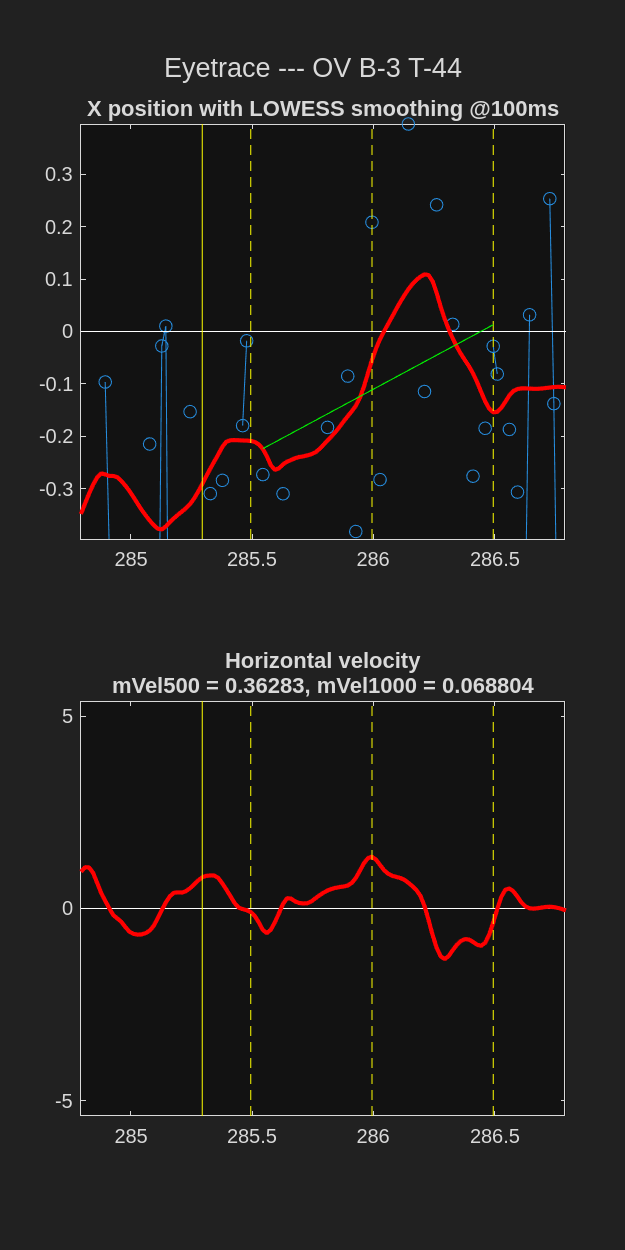 Eyetrace --- OV B-3 T-44
X position with LOWESS smoothing @100ms
0.3
0.2
0.1
0
-0.1
-0.2
-0.3
285 285.5 286 286.5
Horizontal velocity
mVel500 = 0.36283, mVel1000 = 0.068804
5
0
-5
285 285.5 286 286.5